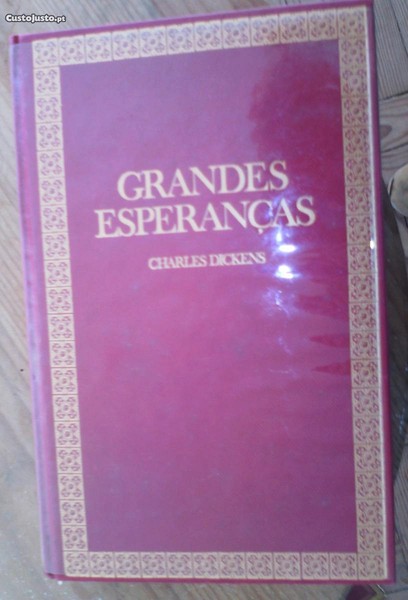 CustoJusto.pt
GRANDES
ESPERANÇAS
CHARLES DICKENS